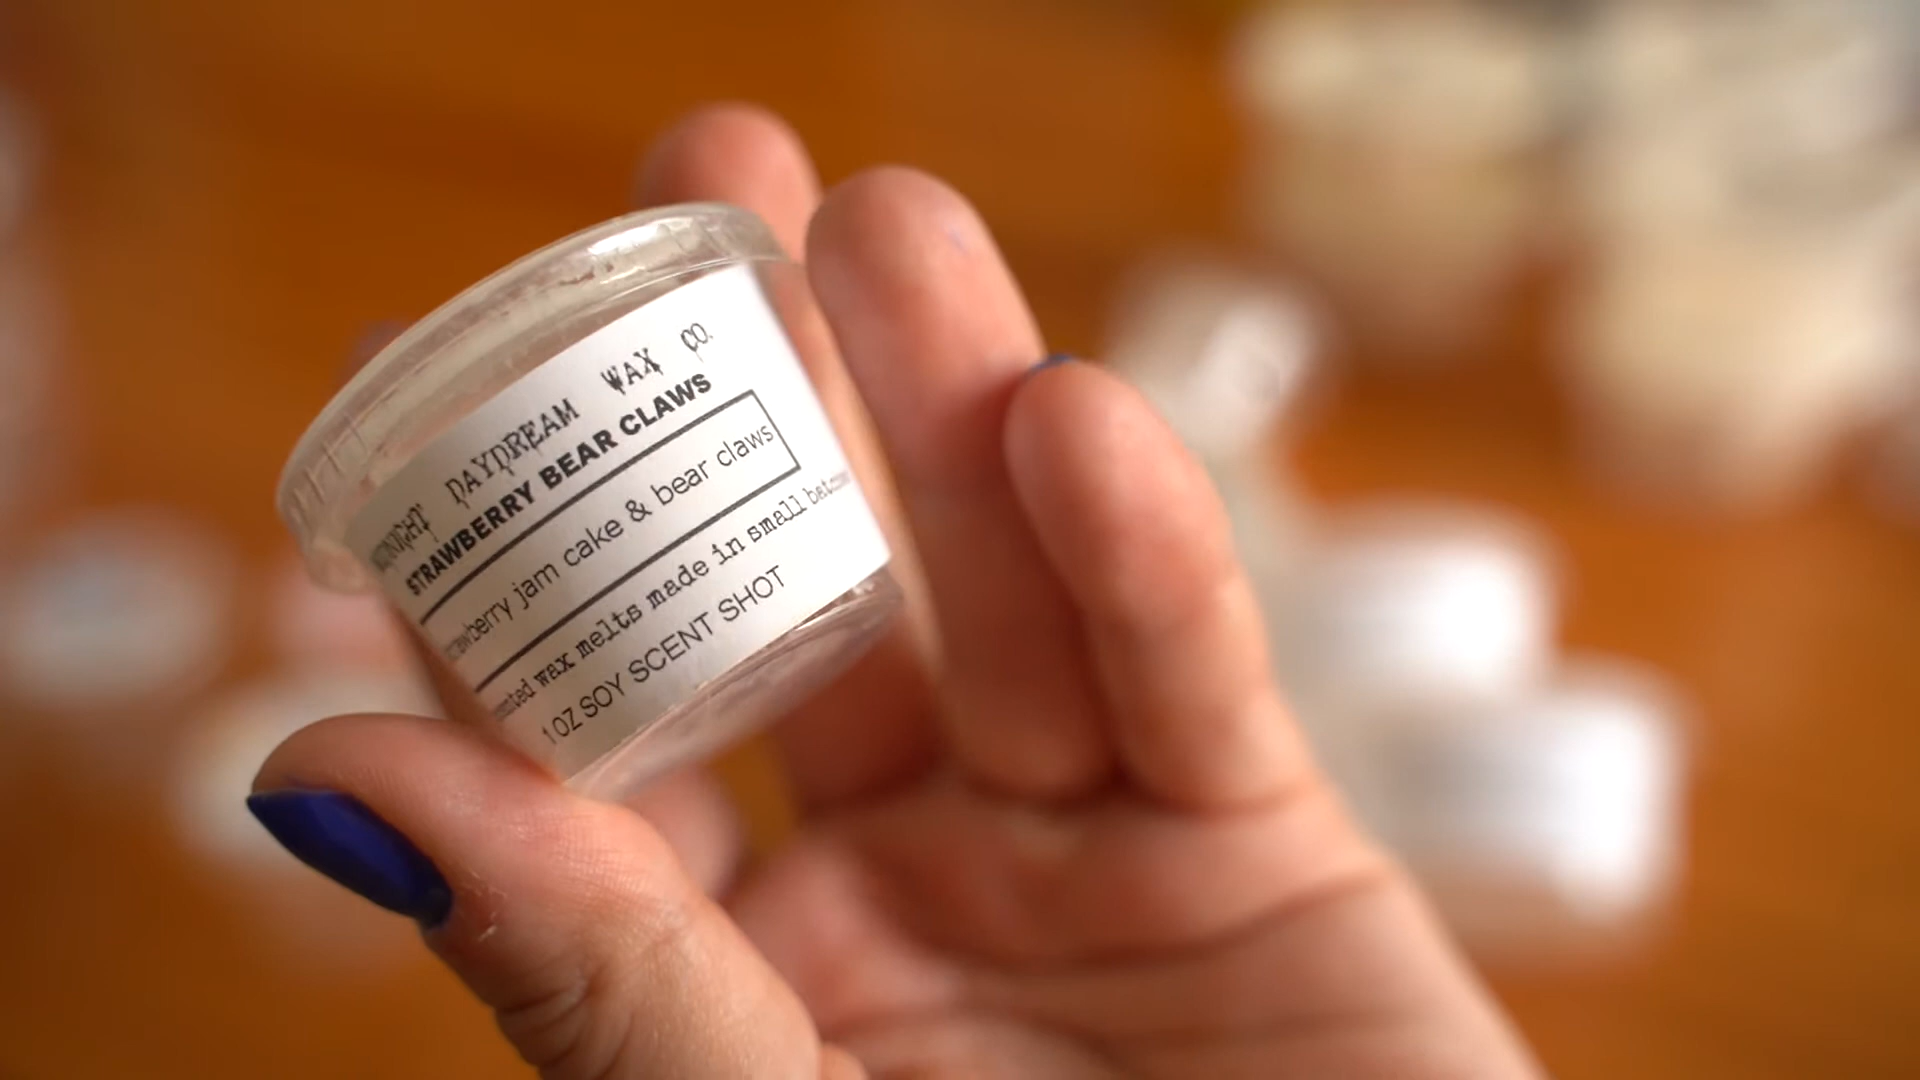 DAYDREAM WAX CO.
STRAWBERRY BEAR CLAWS
jam cake & bear claws
wax melts made in small
1 OZ SOY SCENT SHOT